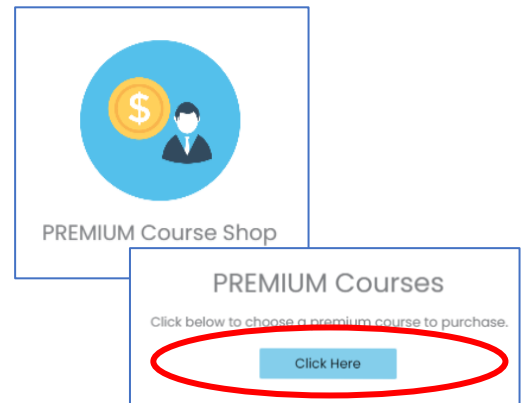 $
PREMIUM Course Shop
PREMIUM Courses
Click below to choose a premium course to purchase.
Click Here